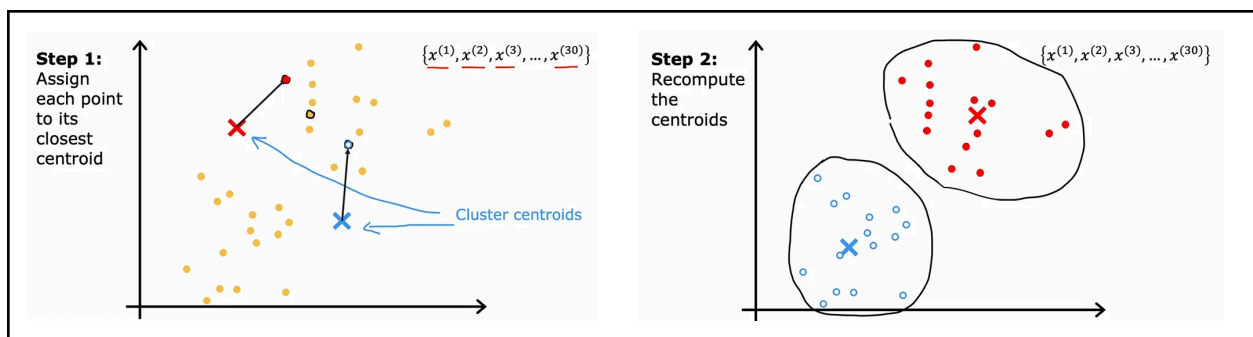 Step 1:
Assign
each point
to its
closest
centroid
{x⁽¹⁾, x⁽²⁾, x⁽³⁾, ..., x⁽³⁰⁾}
Cluster centroids
Step 2:
Recompute
the
centroids
{x⁽¹⁾, x⁽²⁾, x⁽³⁾, ..., x⁽³⁰⁾}